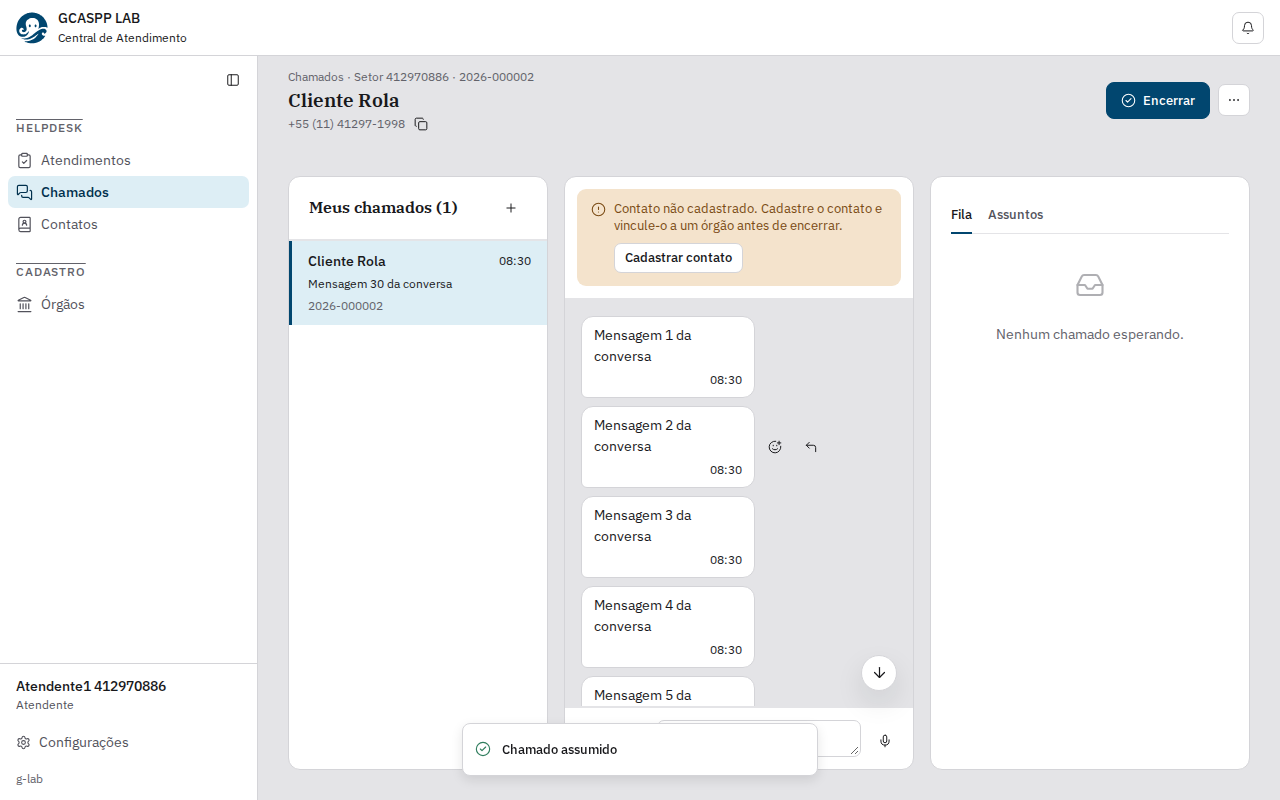 GCASPP LAB
Central de Atendimento
HELPDESK
Atendimentos
Chamados
Contatos
CADASTRO
Órgãos
Atendente1 412970886
Atendente
Configurações
g-lab
Chamados · Setor 412970886 · 2026-000002
Cliente Rola
+55 (11) 41297-1998
Encerrar
Meus chamados (1)
Cliente Rola
08:30
Mensagem 30 da conversa
2026-000002
Contato não cadastrado. Cadastre o contato e
vincule-o a um órgão antes de encerrar.
Cadastrar contato
Mensagem 1 da
conversa
08:30
Mensagem 2 da
conversa
08:30
Mensagem 3 da
conversa
08:30
Mensagem 4 da
conversa
08:30
Mensagem 5 da
Chamado assumido
Fila
Assuntos
Nenhum chamado esperando.